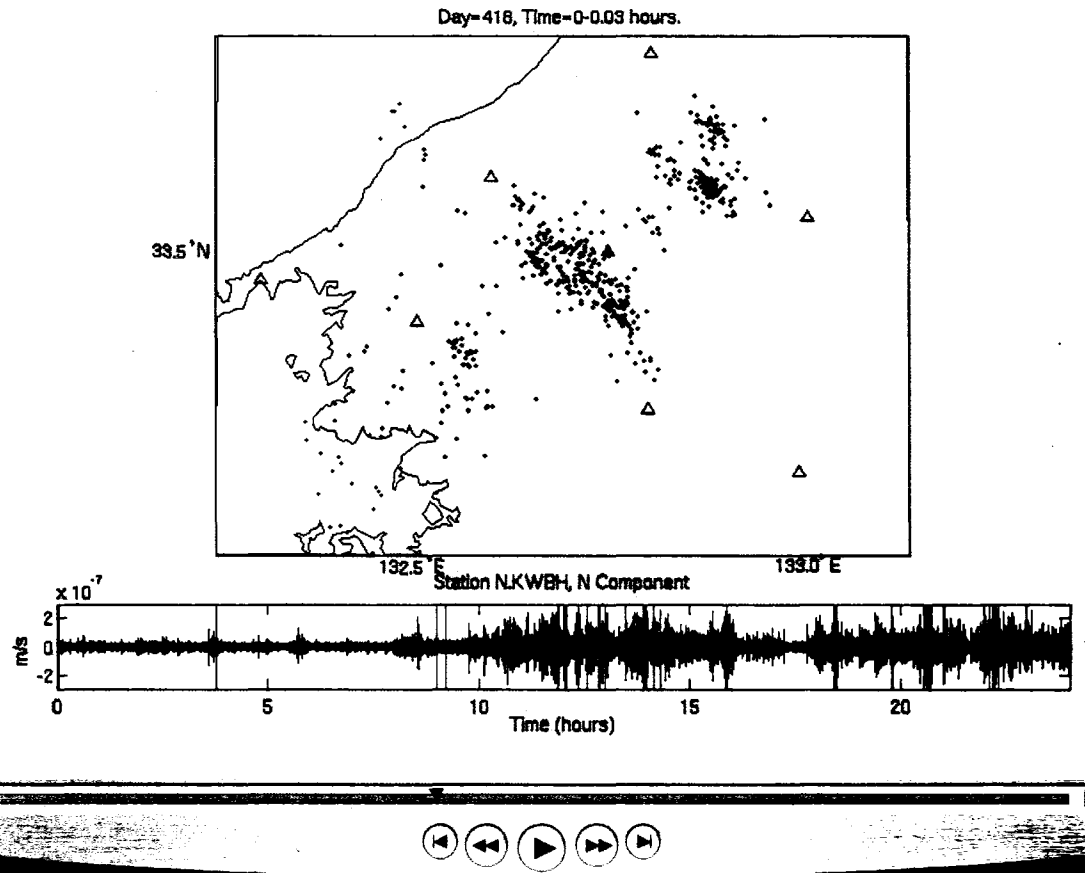 Day=418, Time=0-0.03 hours.
33.5°N
132.5°E
133.0°E
Station N.KWBH, N Component
x 10⁻⁷
2
0
-2
m/s
0
5
10
15
20
Time (hours)